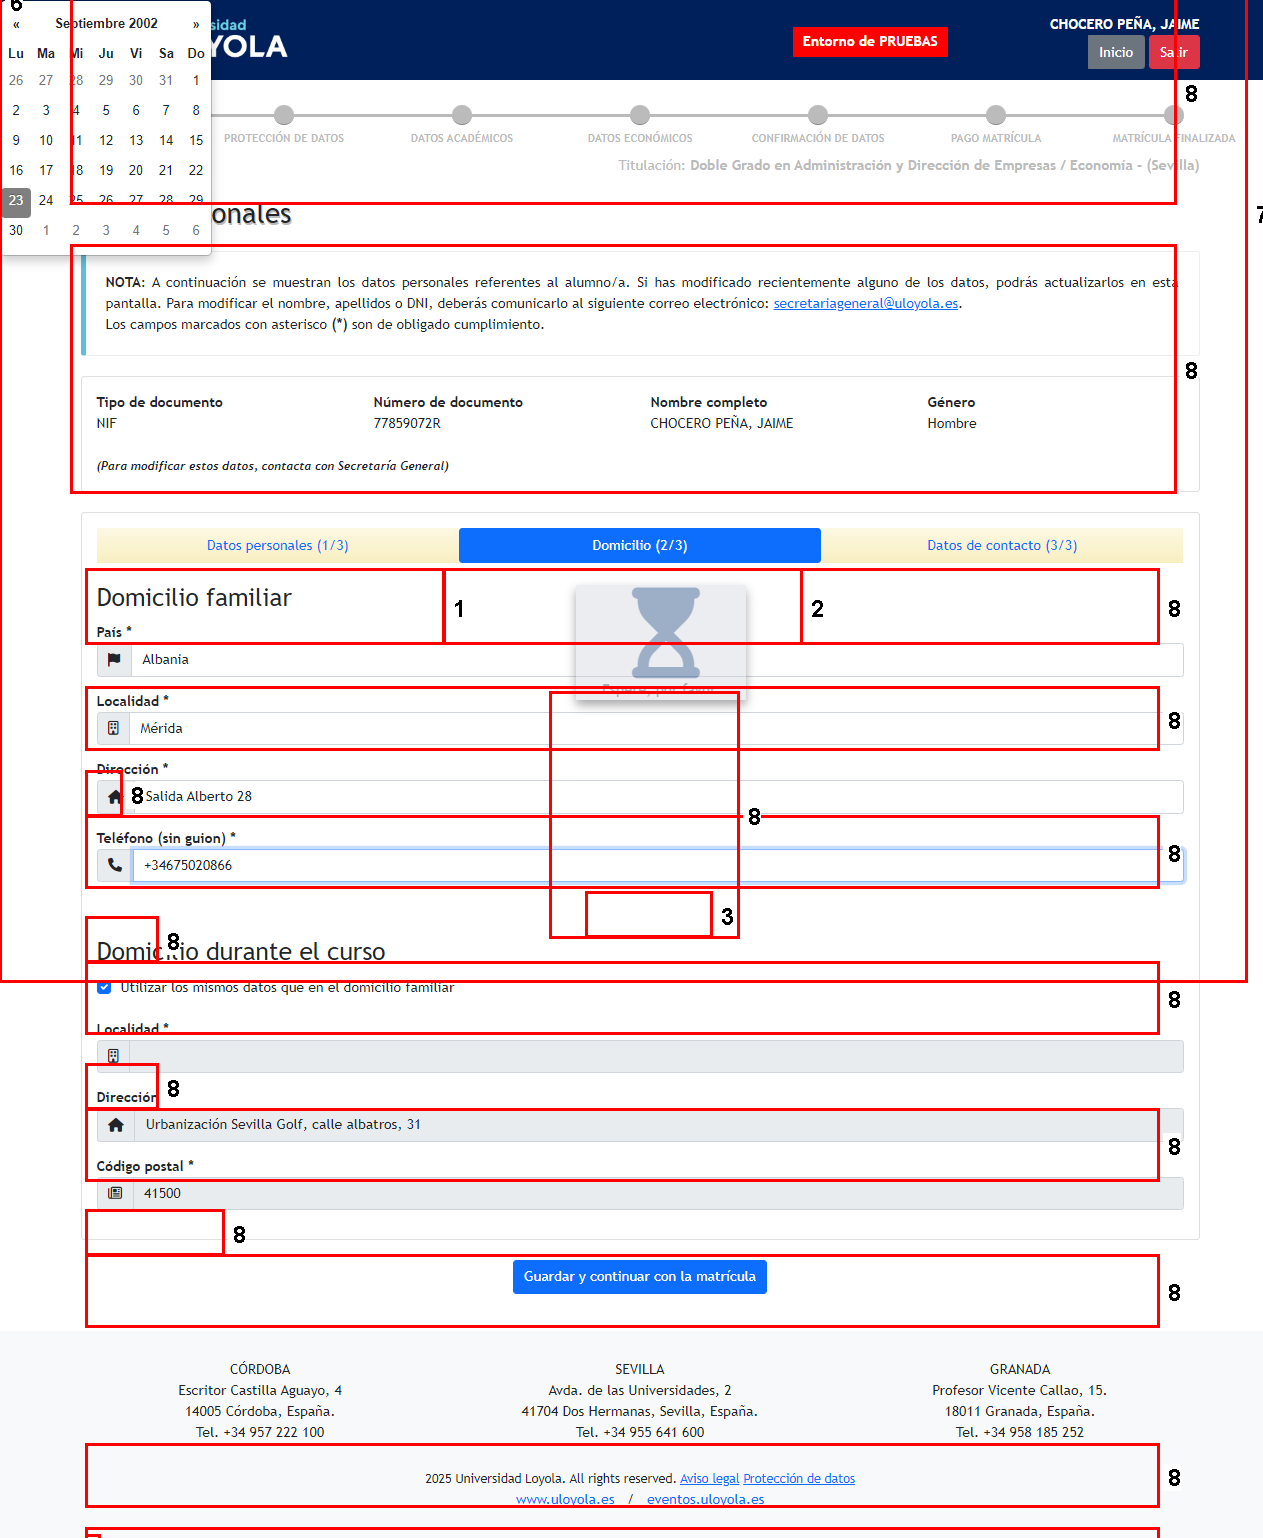 6
« Septiembre 2002 »
Lu Ma Mi Ju Vi Sa Do
26 27 28 29 30 31 1
2 3 4 5 6 7 8
9 10 11 12 13 14 15
16 17 18 19 20 21 22
23 24 25 26 27 28 29
30 1 2 3 4 5 6
Entorno de PRUEBAS
CHOCERO PEÑA, JAIME
Inicio Salir
8
PROTECCIÓN DE DATOS
DATOS ACADÉMICOS
DATOS ECONÓMICOS
CONFIRMACIÓN DE DATOS
PAGO MATRÍCULA
MATRÍCULA FINALIZADA
Titulación: Doble Grado en Administración y Dirección de Empresas / Economía - (Sevilla)
7
NOTA: A continuación se muestran los datos personales referentes al alumno/a. Si has modificado recientemente alguno de los datos, podrás actualizarlos en esta
pantalla. Para modificar el nombre, apellidos o DNI, deberás comunicarlo al siguiente correo electrónico: secretariageneral@uloyola.es.
Los campos marcados con asterisco (*) son de obligado cumplimiento.
8
Tipo de documento
NIF
Número de documento
77859072R
Nombre completo
CHOCERO PEÑA, JAIME
Género
Hombre
(Para modificar estos datos, contacta con Secretaría General)
Datos personales (1/3)
Domicilio (2/3)
Datos de contacto (3/3)
Domicilio familiar
1
2
8
País *
Albania
Espere, por favor
Localidad *
8
Mérida
Dirección *
8
Salida Alberto 28
8
Teléfono (sin guion) *
8
+34675020866
3
8
Domicilio durante el curso
Utilizar los mismos datos que en el domicilio familiar
8
Localidad *
8
Dirección
Urbanización Sevilla Golf, calle albatros, 31
8
Código postal *
41500
8
Guardar y continuar con la matrícula
8
CÓRDOBA
Escritor Castilla Aguayo, 4
14005 Córdoba, España.
Tel. +34 957 222 100
SEVILLA
Avda. de las Universidades, 2
41704 Dos Hermanas, Sevilla, España.
Tel. +34 955 641 600
GRANADA
Profesor Vicente Callao, 15.
18011 Granada, España.
Tel. +34 958 185 252
8
2025 Universidad Loyola. All rights reserved. Aviso legal Protección de datos
www.uloyola.es / eventos.uloyola.es